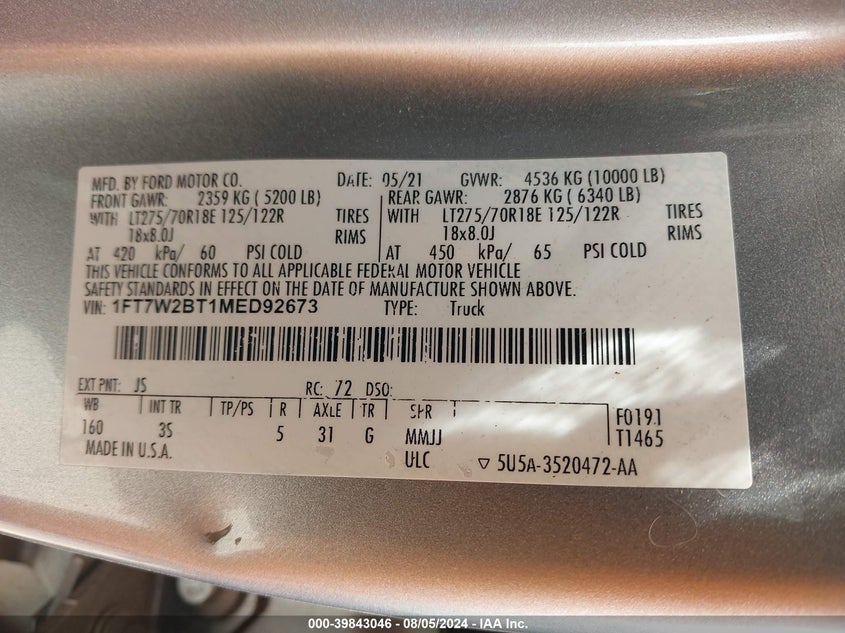 MFD. BY FORD MOTOR CO. DATE: 05/21 GVWR: 4536 KG (10000 LB)
FRONT GAWR: 2359 KG ( 5200 LB) REAR GAWR: 2876 KG ( 6340 LB)
WITH LT275/70R18E 125/122R TIRES WITH LT275/70R18E 125/122R TIRES
18x8.0J RIMS 18x8.0J RIMS
AT 420 kPa/ 60 PSI COLD AT 450 kPa/ 65 PSI COLD
THIS VEHICLE CONFORMS TO ALL APPLICABLE FEDERAL MOTOR VEHICLE
SAFETY STANDARDS IN EFFECT ON THE DATE OF MANUFACTURE SHOWN ABOVE.
VIN: 1FT7W2BT1MED92673 TYPE: Truck
EXT PNT: JS RC: 72 DSO:
WB INT TR TP/PS R AXLE TR SPR F0191
160 3S 5 31 G MMJJ T1465
MADE IN U.S.A. ULC ▽ 5U5A-3520472-AA
000-39843046 - 08/05/2024 - IAA Inc.